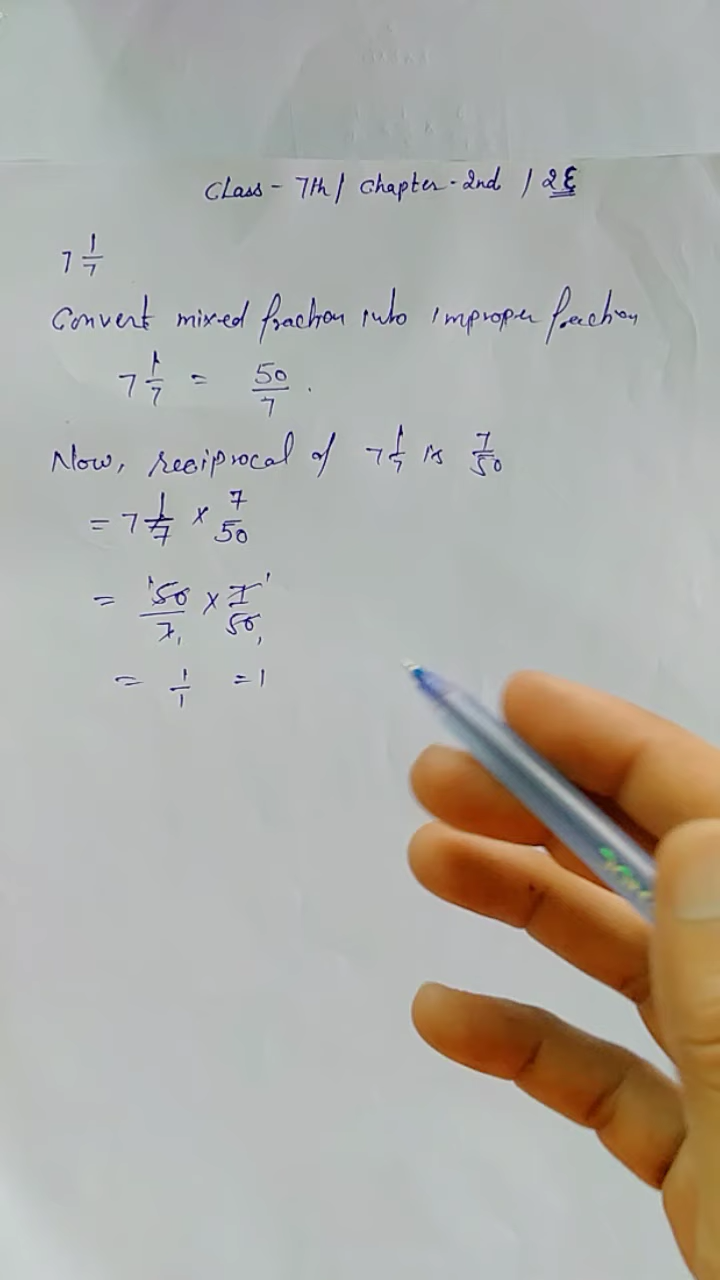 Class - 7th / Chapter - 2nd / 2E
7 1/7
Convert mixed fraction into improper fraction
7 1/7 = 50/7 .
Now, reciprocal of 7 1/7 is 7/50
= 7 1/7 × 7/50
= 50/7 × 7/50
= 1/1 = 1